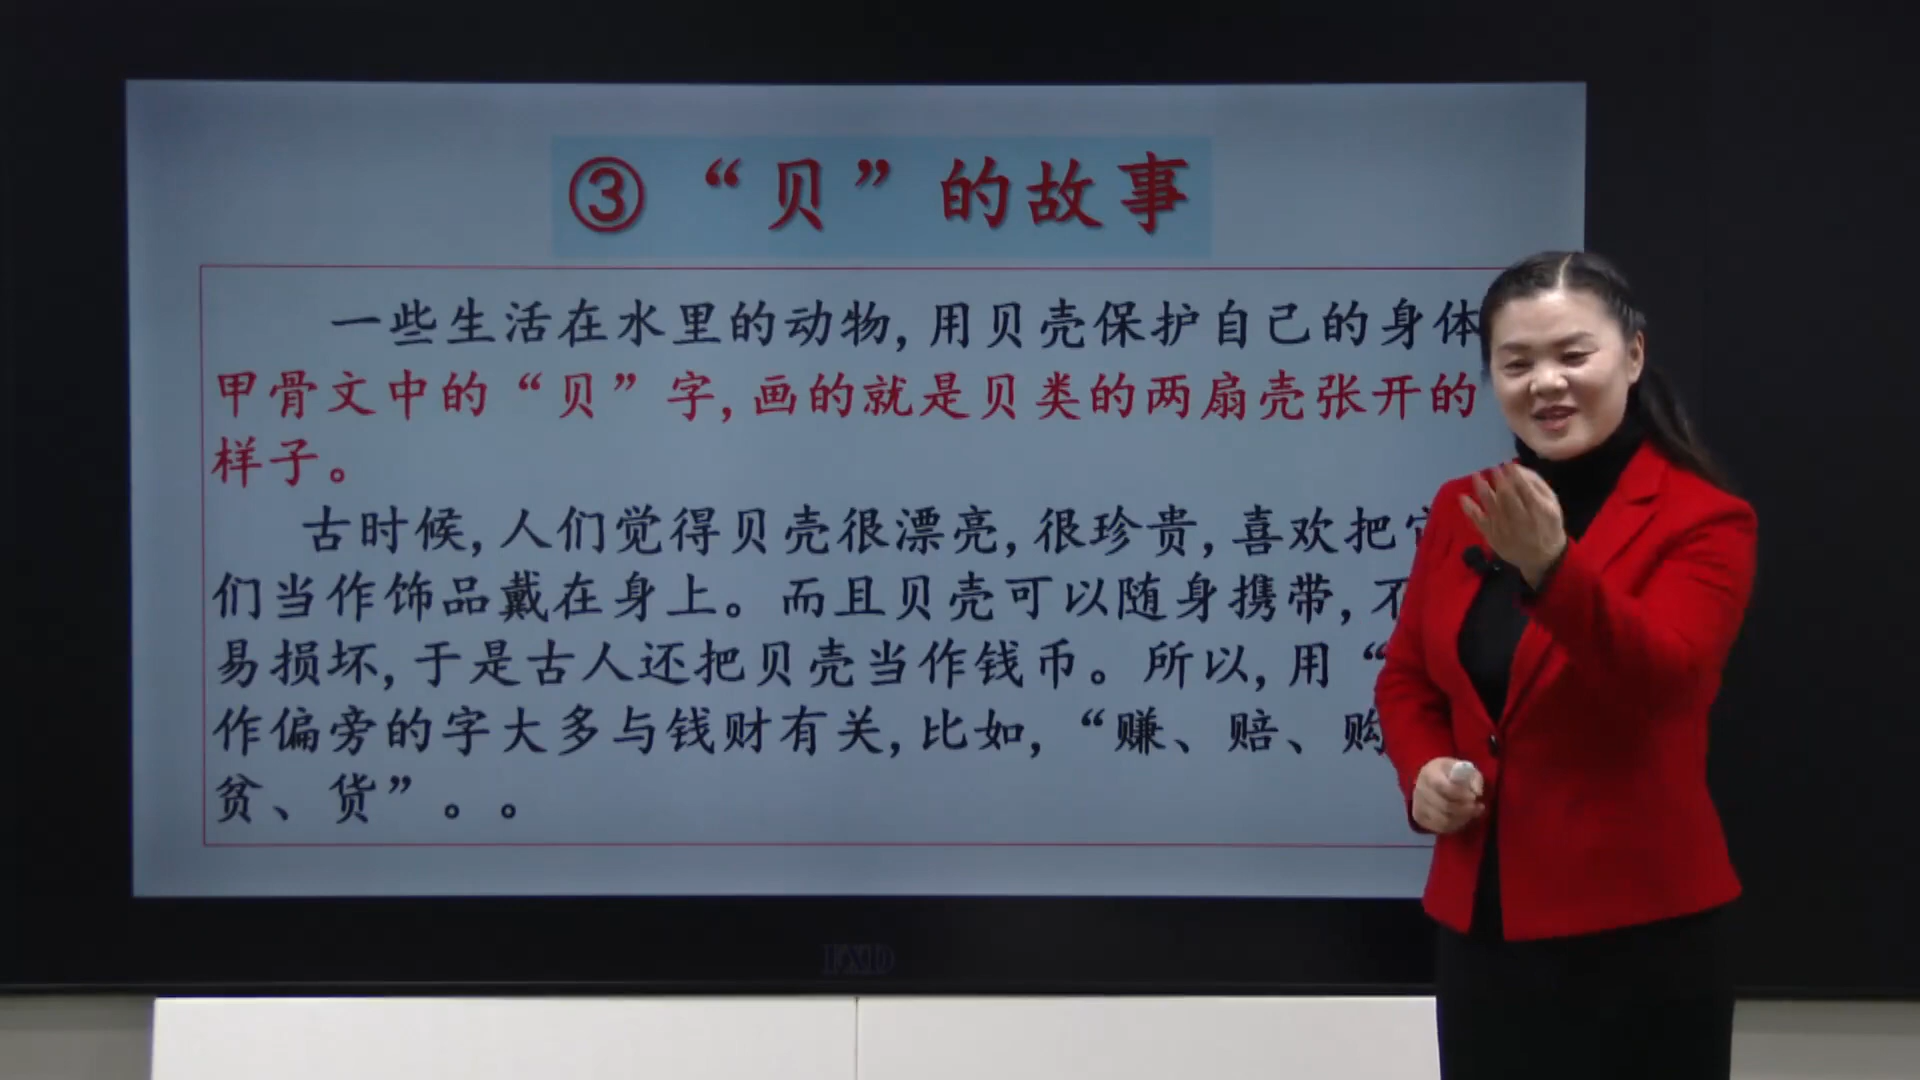 ③ “贝”的故事
一些生活在水里的动物,用贝壳保护自己的身体
甲骨文中的“贝”字,画的就是贝类的两扇壳张开的
样子。
古时候,人们觉得贝壳很漂亮,很珍贵,喜欢把
们当作饰品戴在身上。而且贝壳可以随身携带,不
易损坏,于是古人还把贝壳当作钱币。所以,用“
作偏旁的字大多与钱财有关,比如,“赚、赔、购
贫、货”。。